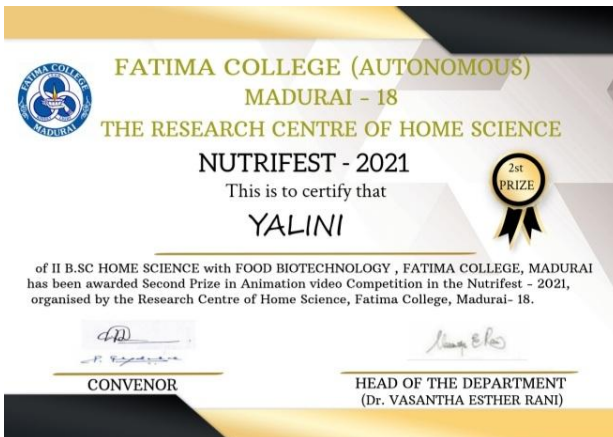 FATIMA COLLEGE
MADURAI
FATIMA COLLEGE (AUTONOMOUS)
MADURAI - 18
THE RESEARCH CENTRE OF HOME SCIENCE
NUTRIFEST - 2021
This is to certify that
2st
PRIZE
YALINI
of II B.SC HOME SCIENCE with FOOD BIOTECHNOLOGY , FATIMA COLLEGE, MADURAI
has been awarded Second Prize in Animation video Competition in the Nutrifest - 2021,
organised by the Research Centre of Home Science, Fatima College, Madurai- 18.
CONVENOR
HEAD OF THE DEPARTMENT
(Dr. VASANTHA ESTHER RANI)